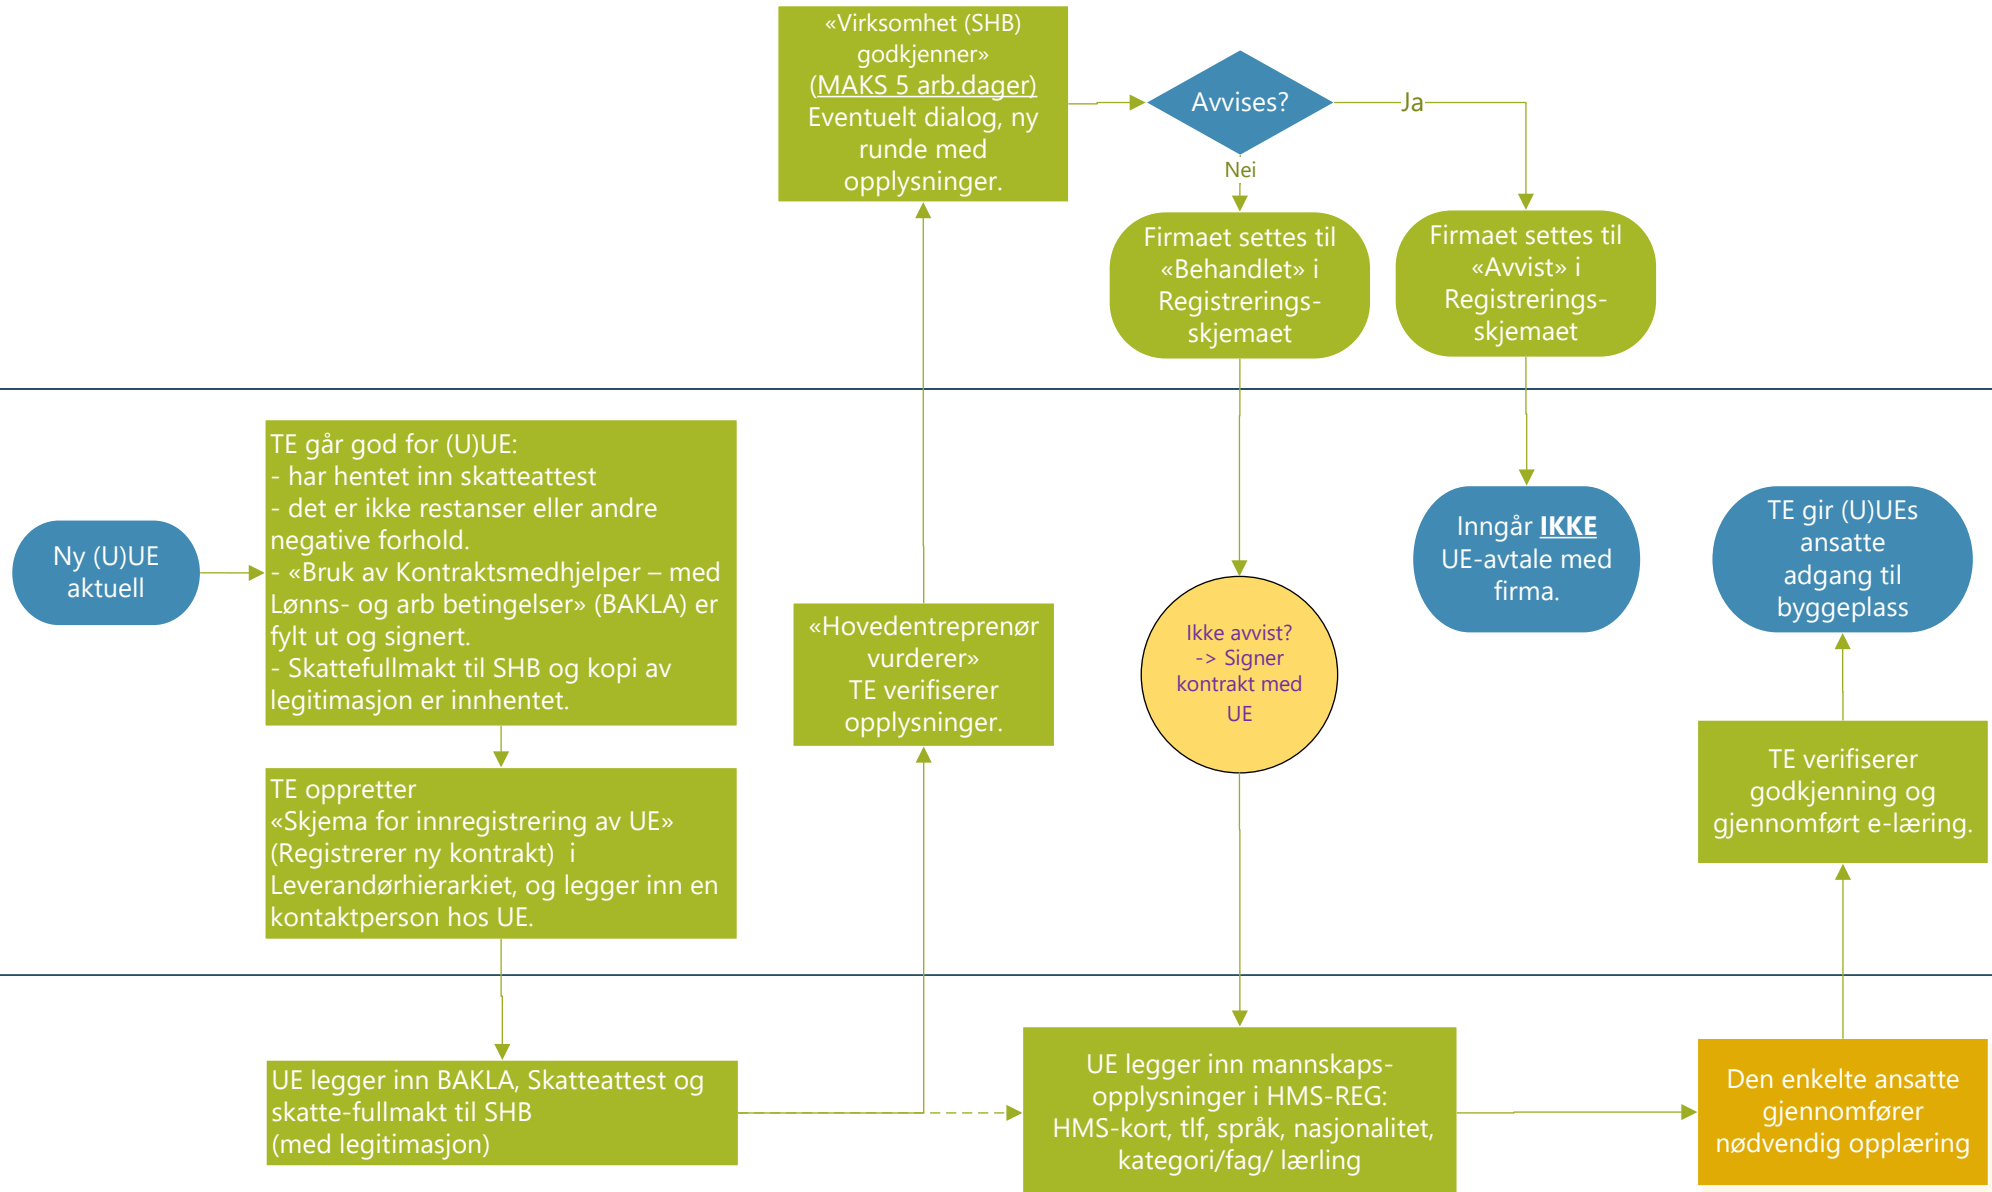 «Virksomhet (SHB)
godkjenner»
(MAKS 5 arb.dager)
Eventuelt dialog, ny
runde med
opplysninger.
Avvises?
Ja
Nei
Firmaet settes til
«Behandlet» i
Registrerings-
skjemaet
Firmaet settes til
«Avvist» i
Registrerings-
skjemaet
Ny (U)UE
aktuell
TE går god for (U)UE:
- har hentet inn skatteattest
- det er ikke restanser eller andre
negative forhold.
- «Bruk av Kontraktsmedhjelper – med
Lønns- og arb betingelser» (BAKLA) er
fylt ut og signert.
- Skattefullmakt til SHB og kopi av
legitimasjon er innhentet.
TE oppretter
«Skjema for innregistrering av UE»
(Registrerer ny kontrakt)  i
Leverandørhierarkiet, og legger inn en
kontaktperson hos UE.
«Hovedentreprenør
vurderer»
TE verifiserer
opplysninger.
Ikke avvist?
-> Signer
kontrakt med
UE
Inngår IKKE
UE-avtale med
firma.
TE gir (U)UEs
ansatte
adgang til
byggeplass
TE verifiserer
godkjenning og
gjennomført e-læring.
UE legger inn BAKLA, Skatteattest og
skatte-fullmakt til SHB
(med legitimasjon)
UE legger inn mannskaps-
opplysninger i HMS-REG:
HMS-kort, tlf, språk, nasjonalitet,
kategori/fag/ lærling
Den enkelte ansatte
gjennomfører
nødvendig opplæring